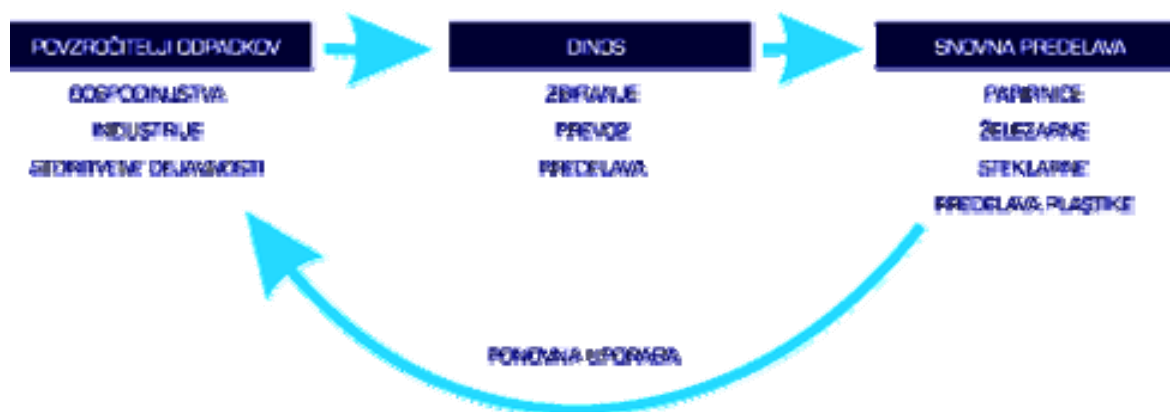 POVZROČITELJI ODPADKOV
GOSPODINJSTVA
INDUSTRIJE
STORITVENE DEJAVNOSTI
DINOS
ZBIRANJE
PREVOZ
PREDELAVA
SNOVNA PREDELAVA
PAPIRNICE
ŽELEZARNE
STEKLARNE
PREDELAVA PLASTIKE
PONOVNA UPORABA